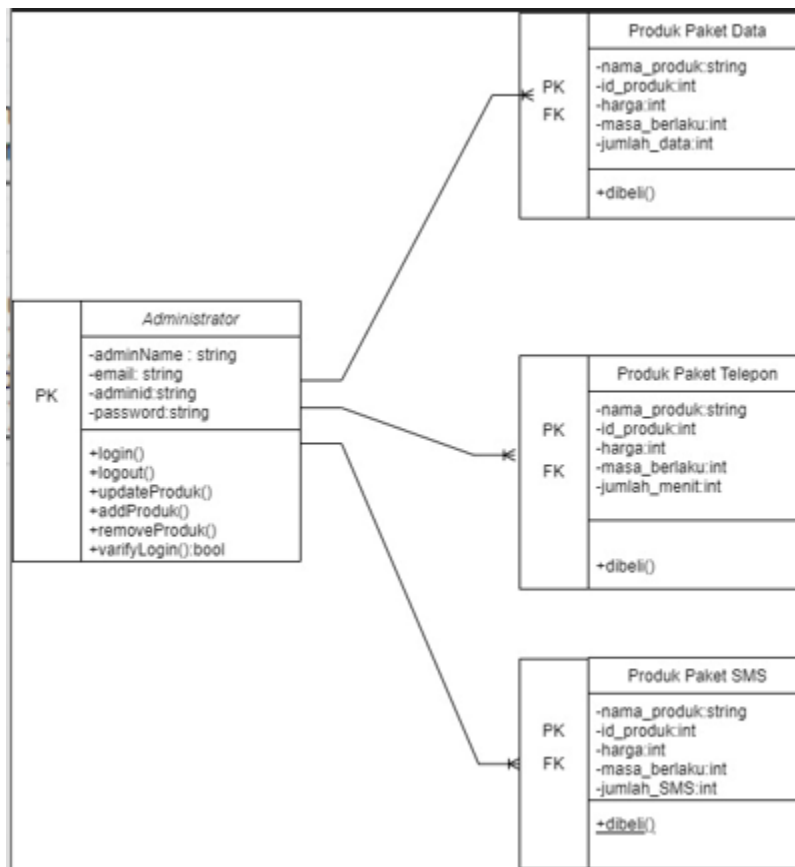 Produk Paket Data
PK
FK
-nama_produk:string
-id_produk:int
-harga:int
-masa_berlaku:int
-jumlah_data:int
+dibeli()
Administrator
PK
-adminName : string
-email: string
-adminid:string
-password:string
+login()
+logout()
+updateProduk()
+addProduk()
+removeProduk()
+varifyLogin():bool
Produk Paket Telepon
PK
FK
-nama_produk:string
-id_produk:int
-harga:int
-masa_berlaku:int
-jumlah_menit:int
+dibeli()
Produk Paket SMS
PK
FK
-nama_produk:string
-id_produk:int
-harga:int
-masa_berlaku:int
-jumlah_SMS:int
+dibeli()